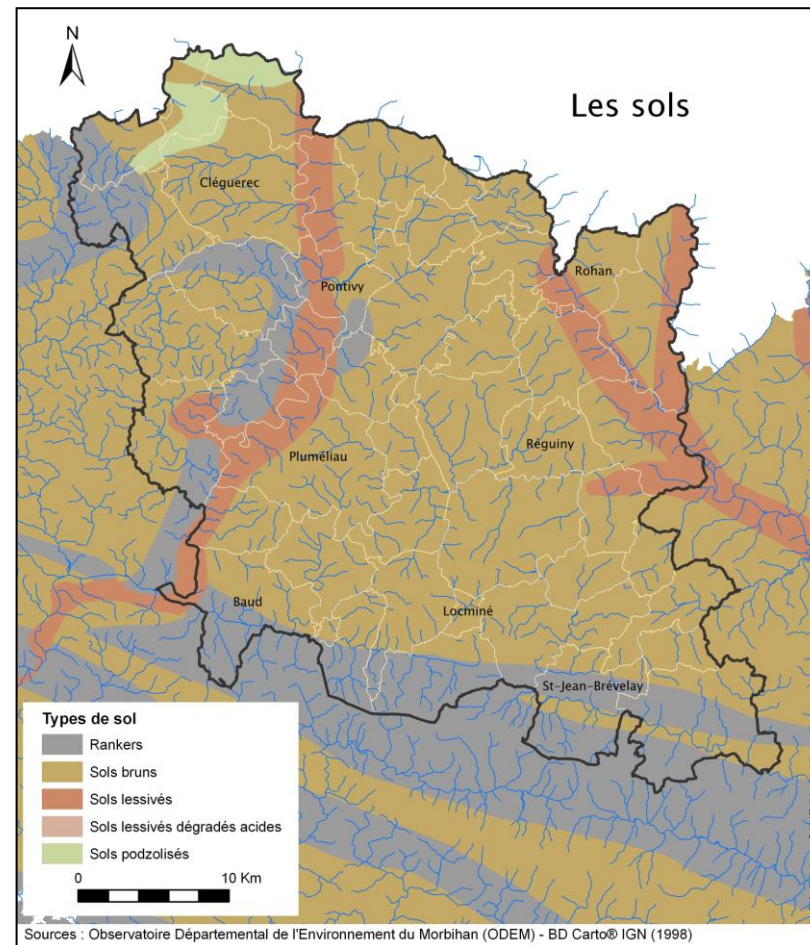 N
Les sols
Cléguerec
Rohan
Pontivy
Réguiny
Pluméliau
Baud
Locminé
St-Jean-Brévelay
Types de sol
Rankers
Sols bruns
Sols lessivés
Sols lessivés dégradés acides
Sols podzolisés
0 10 Km
Sources : Observatoire Départemental de l'Environnement du Morbihan (ODEM) - BD Carto® IGN (1998)